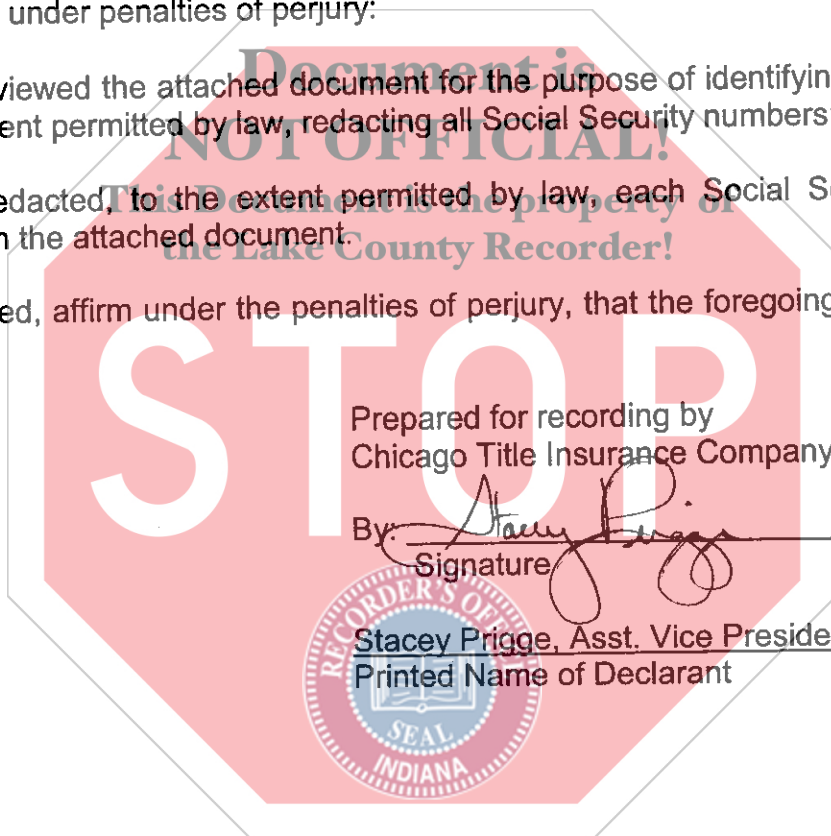 under penalties of perjury:
Document is
viewed the attached document for the purpose of identifyin
ent permitted by law, redacting all Social Security numbers
NOT OFFICIAL!
edacted, to the extent permitted by law, each Social S
This Document is the property of
n the attached document.
the Lake County Recorder!
ed, affirm under the penalties of perjury, that the foregoing
STOP
Prepared for recording by
Chicago Title Insurance Company
By: Stacey Prigge
Signature
RECORDER'S OFFICE
Stacey Prigge, Asst. Vice Preside
Printed Name of Declarant
SEAL
INDIANA